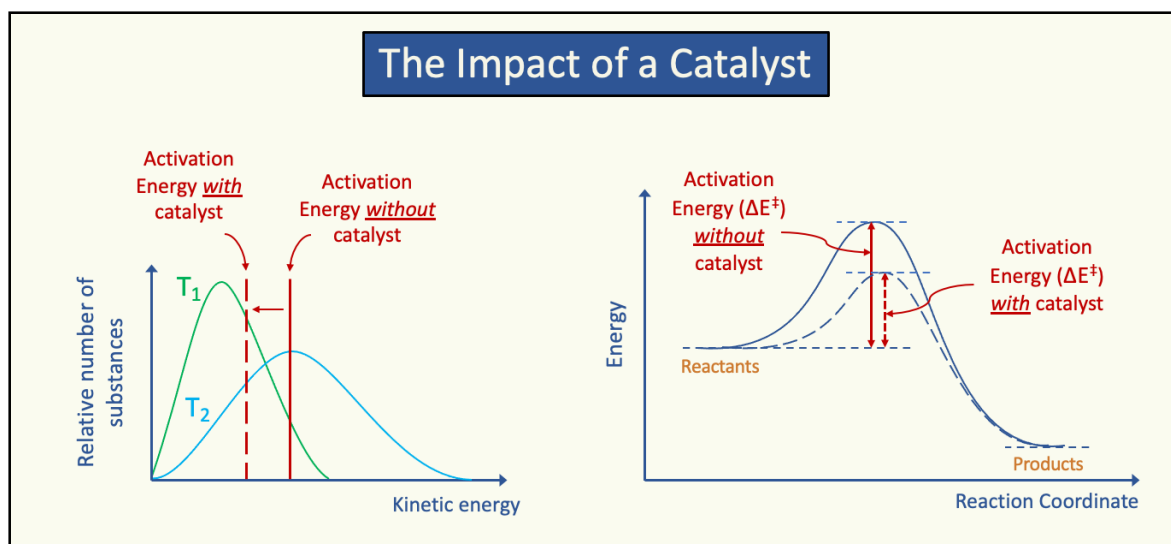 The Impact of a Catalyst
Activation
Energy with
catalyst
Activation
Energy without
catalyst
T₁
T₂
Relative number of
substances
Kinetic energy
Activation
Energy (ΔE‡)
without
catalyst
Activation
Energy (ΔE‡)
with catalyst
Energy
Reactants
Products
Reaction Coordinate